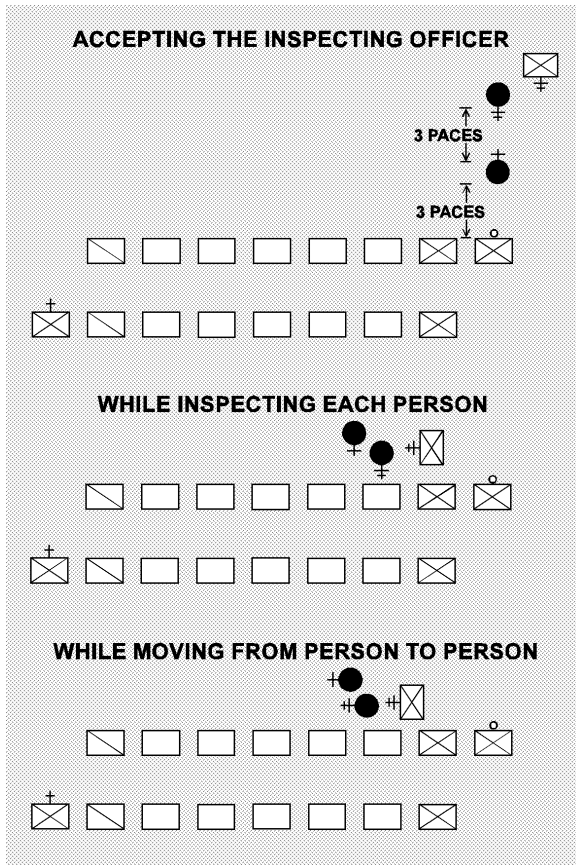 ACCEPTING THE INSPECTING OFFICER
3 PACES
3 PACES
WHILE INSPECTING EACH PERSON
WHILE MOVING FROM PERSON TO PERSON